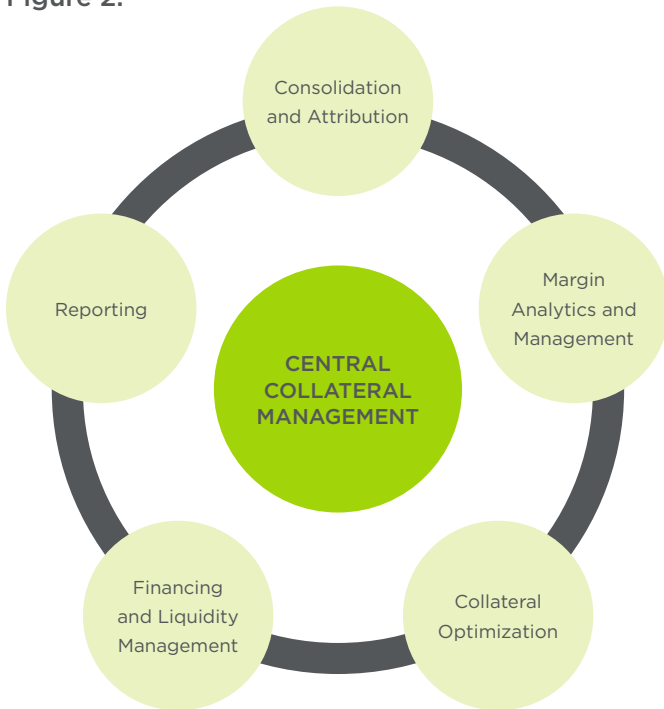 Figure 2.
Consolidation
and Attribution
Margin
Analytics and
Management
Collateral
Optimization
Financing
and Liquidity
Management
Reporting
CENTRAL
COLLATERAL
MANAGEMENT